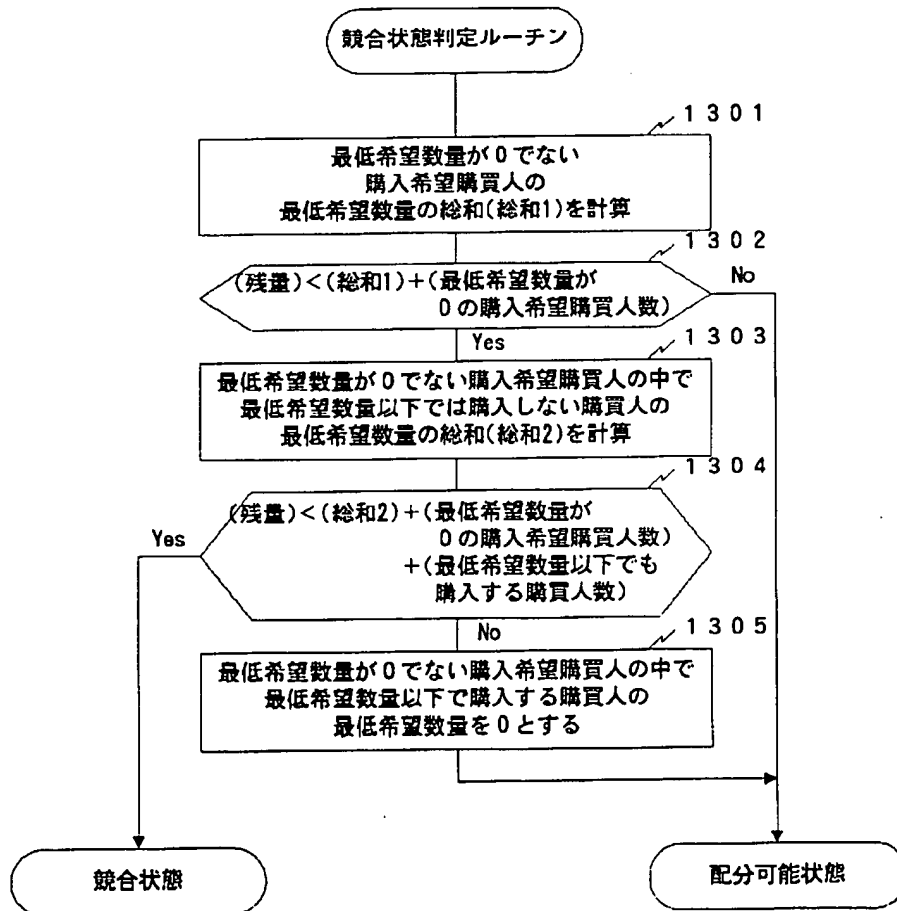 競合状態判定ルーチン
1301
最低希望数量が0でない
購入希望購買人の
最低希望数量の総和(総和1)を計算
1302
(残量)<(総和1)+(最低希望数量が
0の購入希望購買人数)
No
Yes
1303
最低希望数量が0でない購入希望購買人の中で
最低希望数量以下では購入しない購買人の
最低希望数量の総和(総和2)を計算
1304
(残量)<(総和2)+(最低希望数量が
0の購入希望購買人数)
+(最低希望数量以下でも
購入する購買人数)
Yes
No
1305
最低希望数量が0でない購入希望購買人の中で
最低希望数量以下で購入する購買人の
最低希望数量を0とする
競合状態
配分可能状態